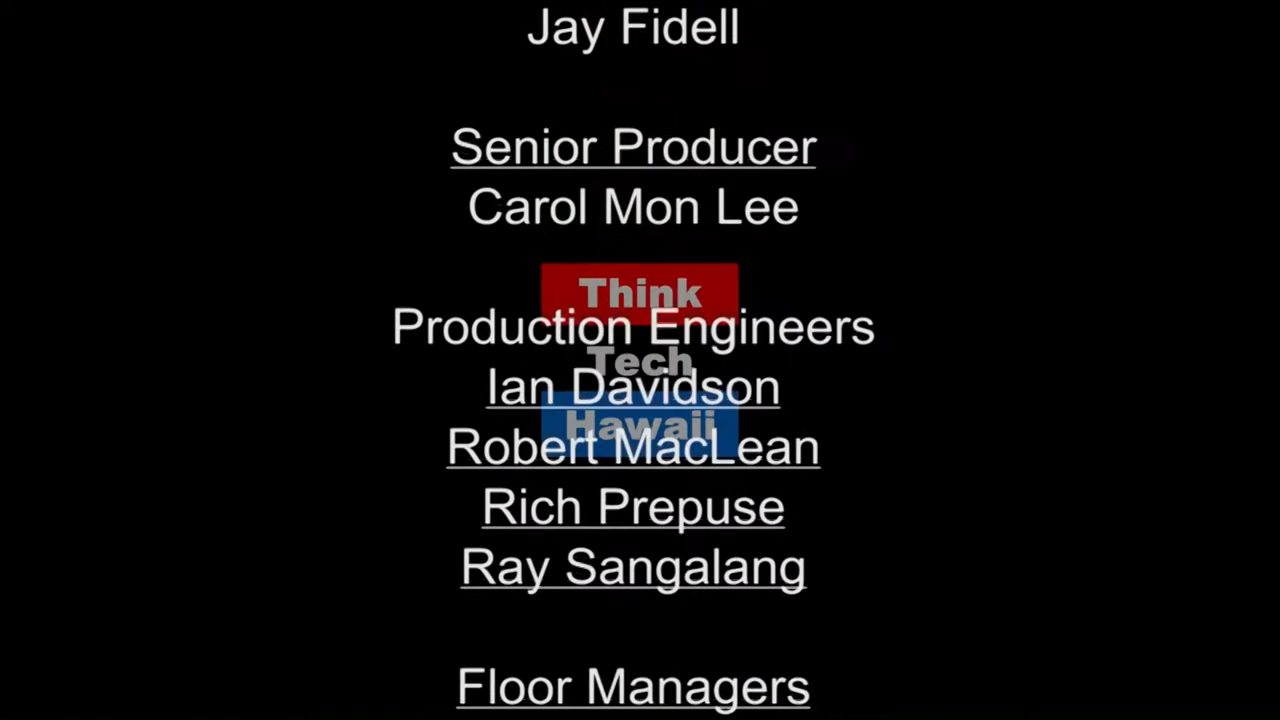 Jay Fidell
Senior Producer
Carol Mon Lee
Think
Production Engineers
Tech
Ian Davidson
Hawaii
Robert MacLean
Rich Prepuse
Ray Sangalang
Floor Managers